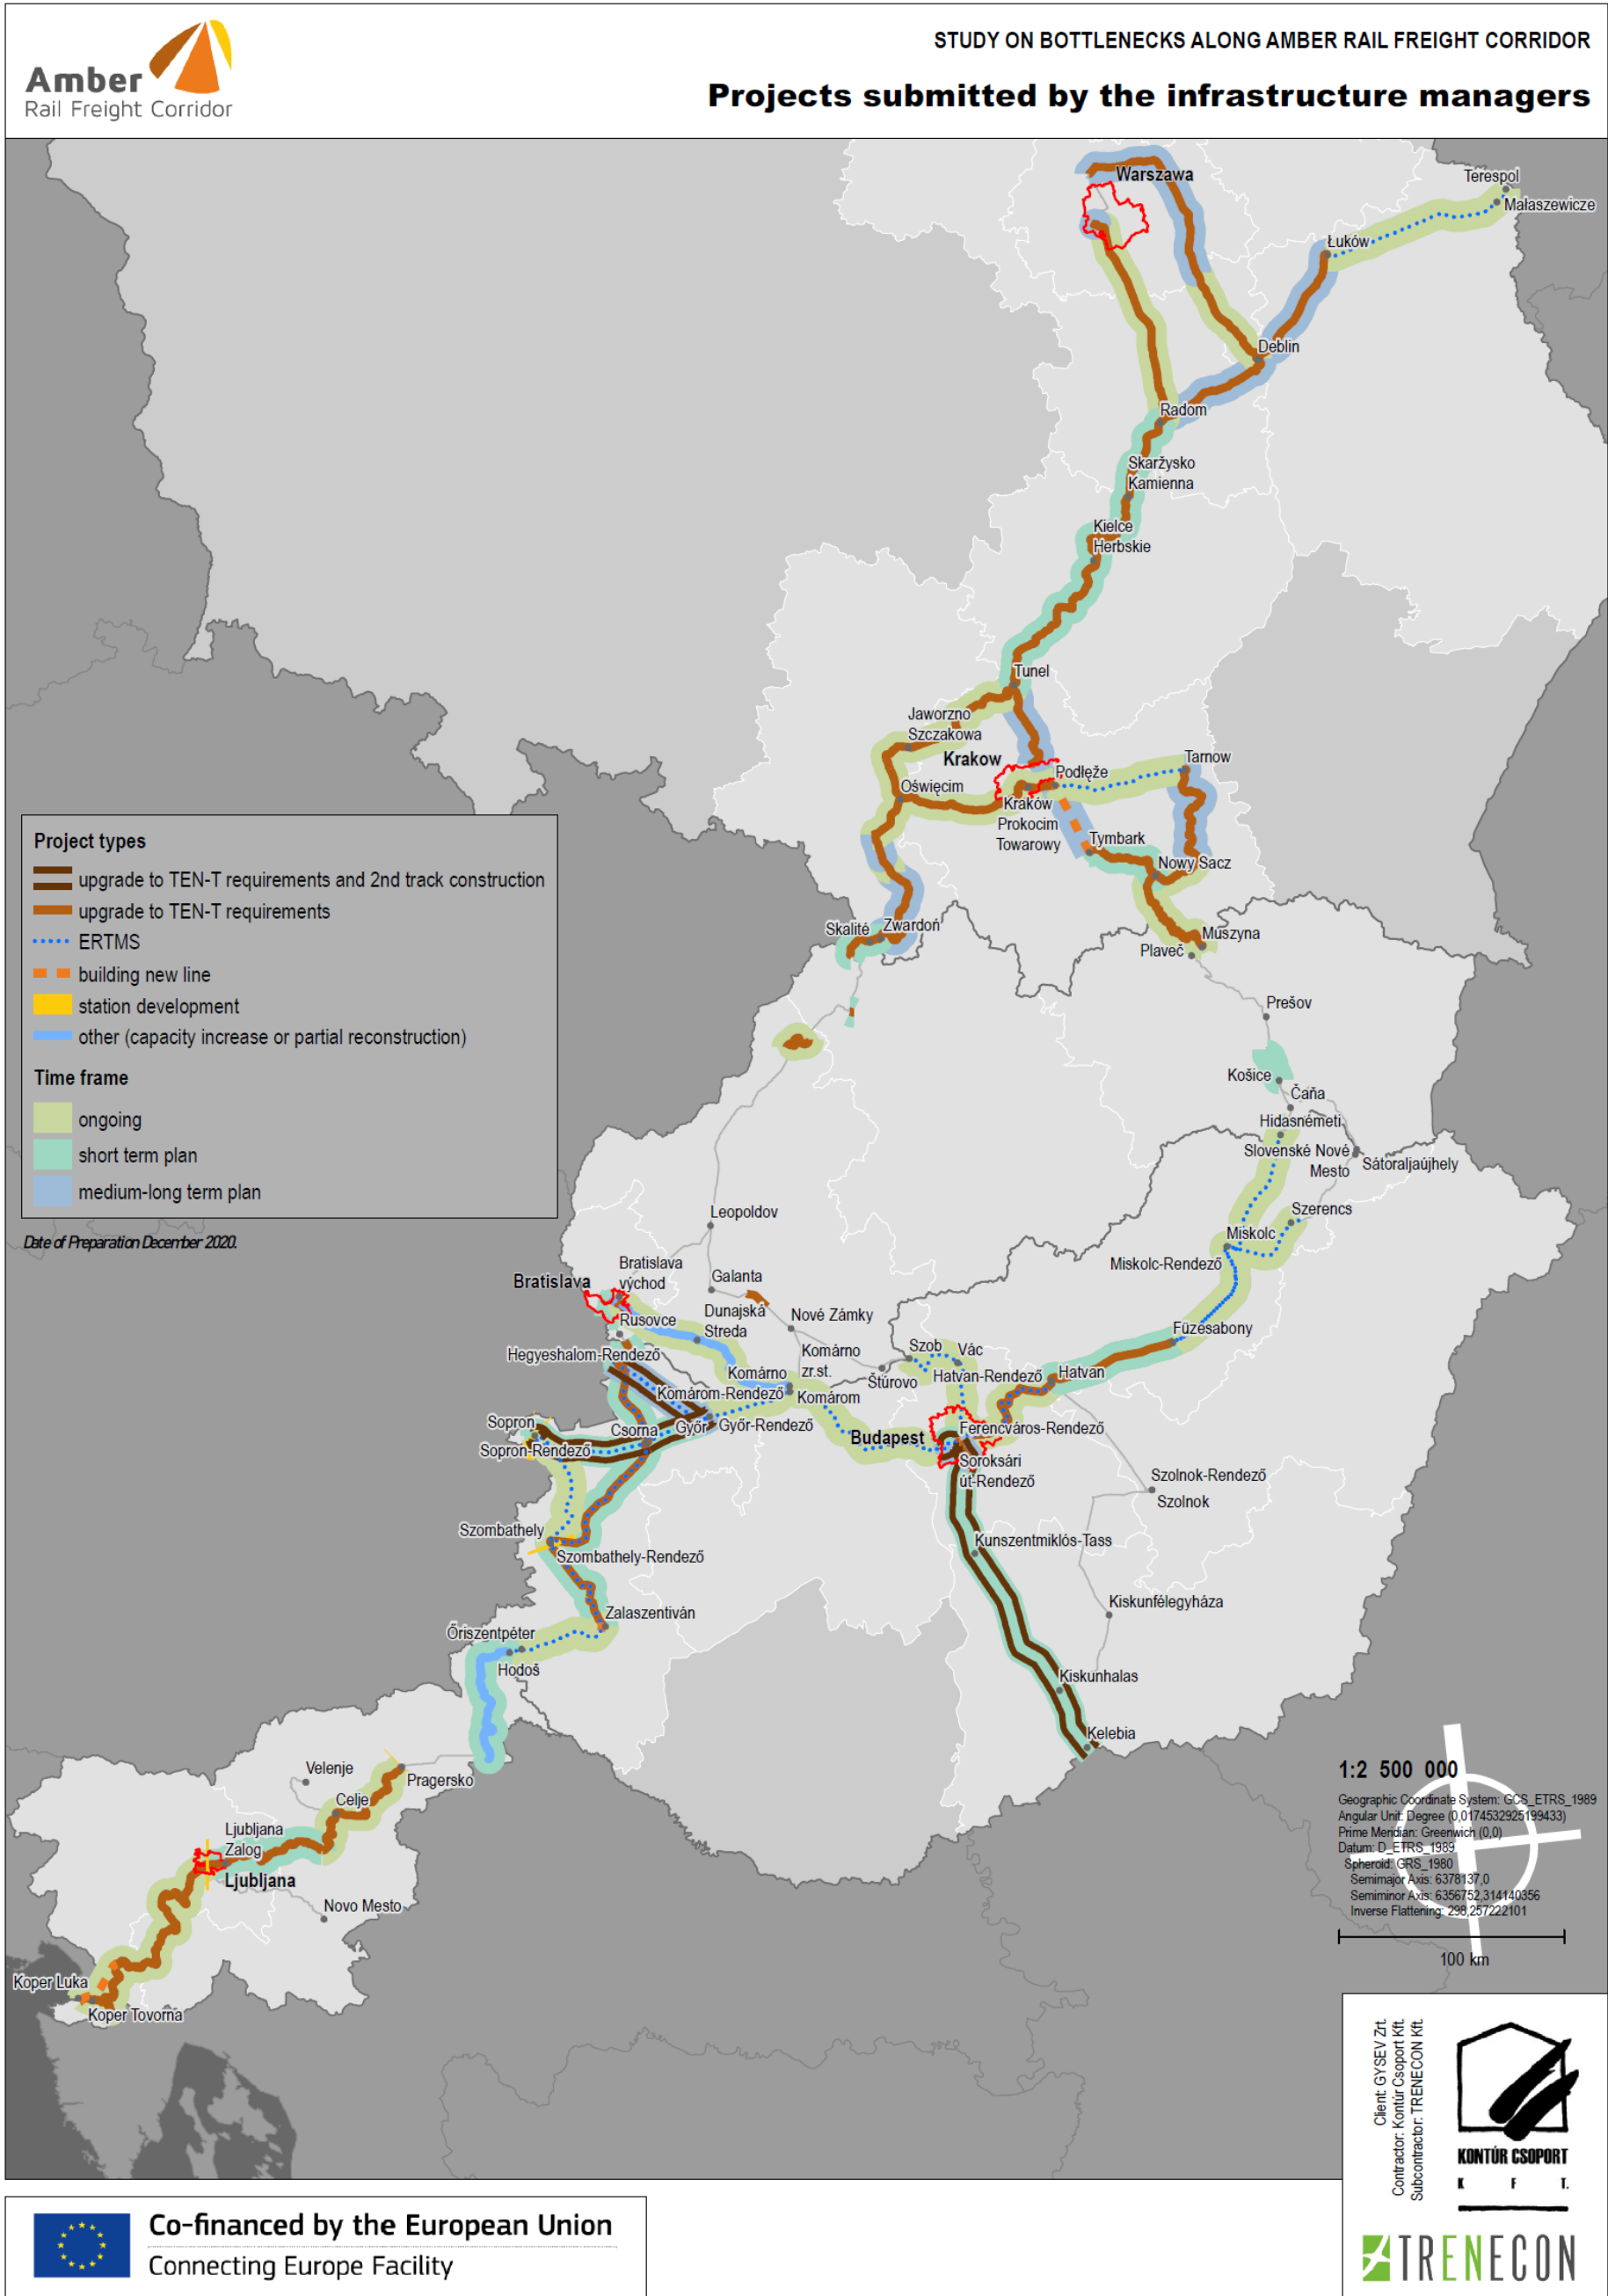 Amber
Rail Freight Corridor
STUDY ON BOTTLENECKS ALONG AMBER RAIL FREIGHT CORRIDOR
Projects submitted by the infrastructure managers
Warszawa
Terespol
Małaszewicze
Łuków
Deblin
Radom
Skaržysko
Kamienna
Kielce
Herbskie
Tunel
Jaworzno
Szczakowa
Krakow
Podłęże
Tarnow
Oświęcim
Kraków
Prokocim
Towarowy
Tymbark
Nowy Sacz
Skalité
Zwardoń
Muszyna
Plaveč
Prešov
Košice
Čaňa
Hidasnémeti
Slovenské Nové
Mesto
Sátoraljaújhely
Szerencs
Miskolc
Miskolc-Rendező
Füzesabony
Project types
upgrade to TEN-T requirements and 2nd track construction
upgrade to TEN-T requirements
ERTMS
building new line
station development
other (capacity increase or partial reconstruction)
Time frame
ongoing
short term plan
medium-long term plan
Date of Preparation December 2020.
Leopoldov
Bratislava
Bratislava
východ
Galanta
Rusovce
Dunajská
Streda
Nové Zámky
Hegyeshalom-Rendező
Komárno
zr.st.
Komárno
Štúrovo
Szob
Vác
Hatvan-Rendező
Hatvan
Komárom-Rendező
Komárom
Sopron
Sopron-Rendező
Csorna
Győr
Győr-Rendező
Budapest
Ferencváros-Rendező
Soroksári
út-Rendező
Szolnok-Rendező
Szolnok
Szombathely
Szombathely-Rendező
Kunszentmiklós-Tass
Zalaszentiván
Kiskunfélegyháza
Őriszentpéter
Hodoš
Kiskunhalas
Kelebia
Velenje
Pragersko
Celje
Ljubljana
Zalog
Ljubljana
Novo Mesto
Koper Luka
Koper Tovorna
1:2 500 000
Geographic Coordinate System: GCS_ETRS_1989
Angular Unit: Degree (0,0174532925199433)
Prime Meridian: Greenwich (0,0)
Datum: D_ETRS_1989
Spheroid: GRS_1980
Semimajor Axis: 6378137,0
Semiminor Axis: 6356752,314140356
Inverse Flattening: 298,257222101
100 km
Client: GYSEV Zrt.
Contractor: Kontúr Csoport Kft.
Subcontractor: TRENECON Kft.
KONTÚR CSOPORT
K F T.
TRENECON
Co-financed by the European Union
Connecting Europe Facility